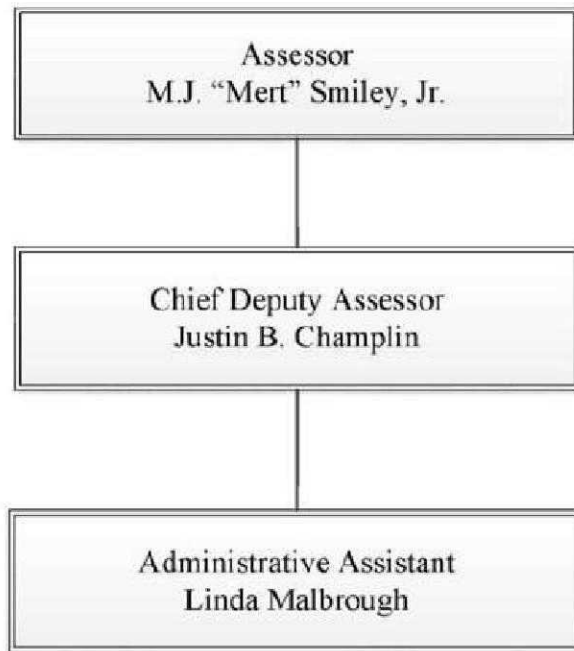 Assessor
M.J. “Mert” Smiley, Jr.
Chief Deputy Assessor
Justin B. Champlin
Administrative Assistant
Linda Malbrough